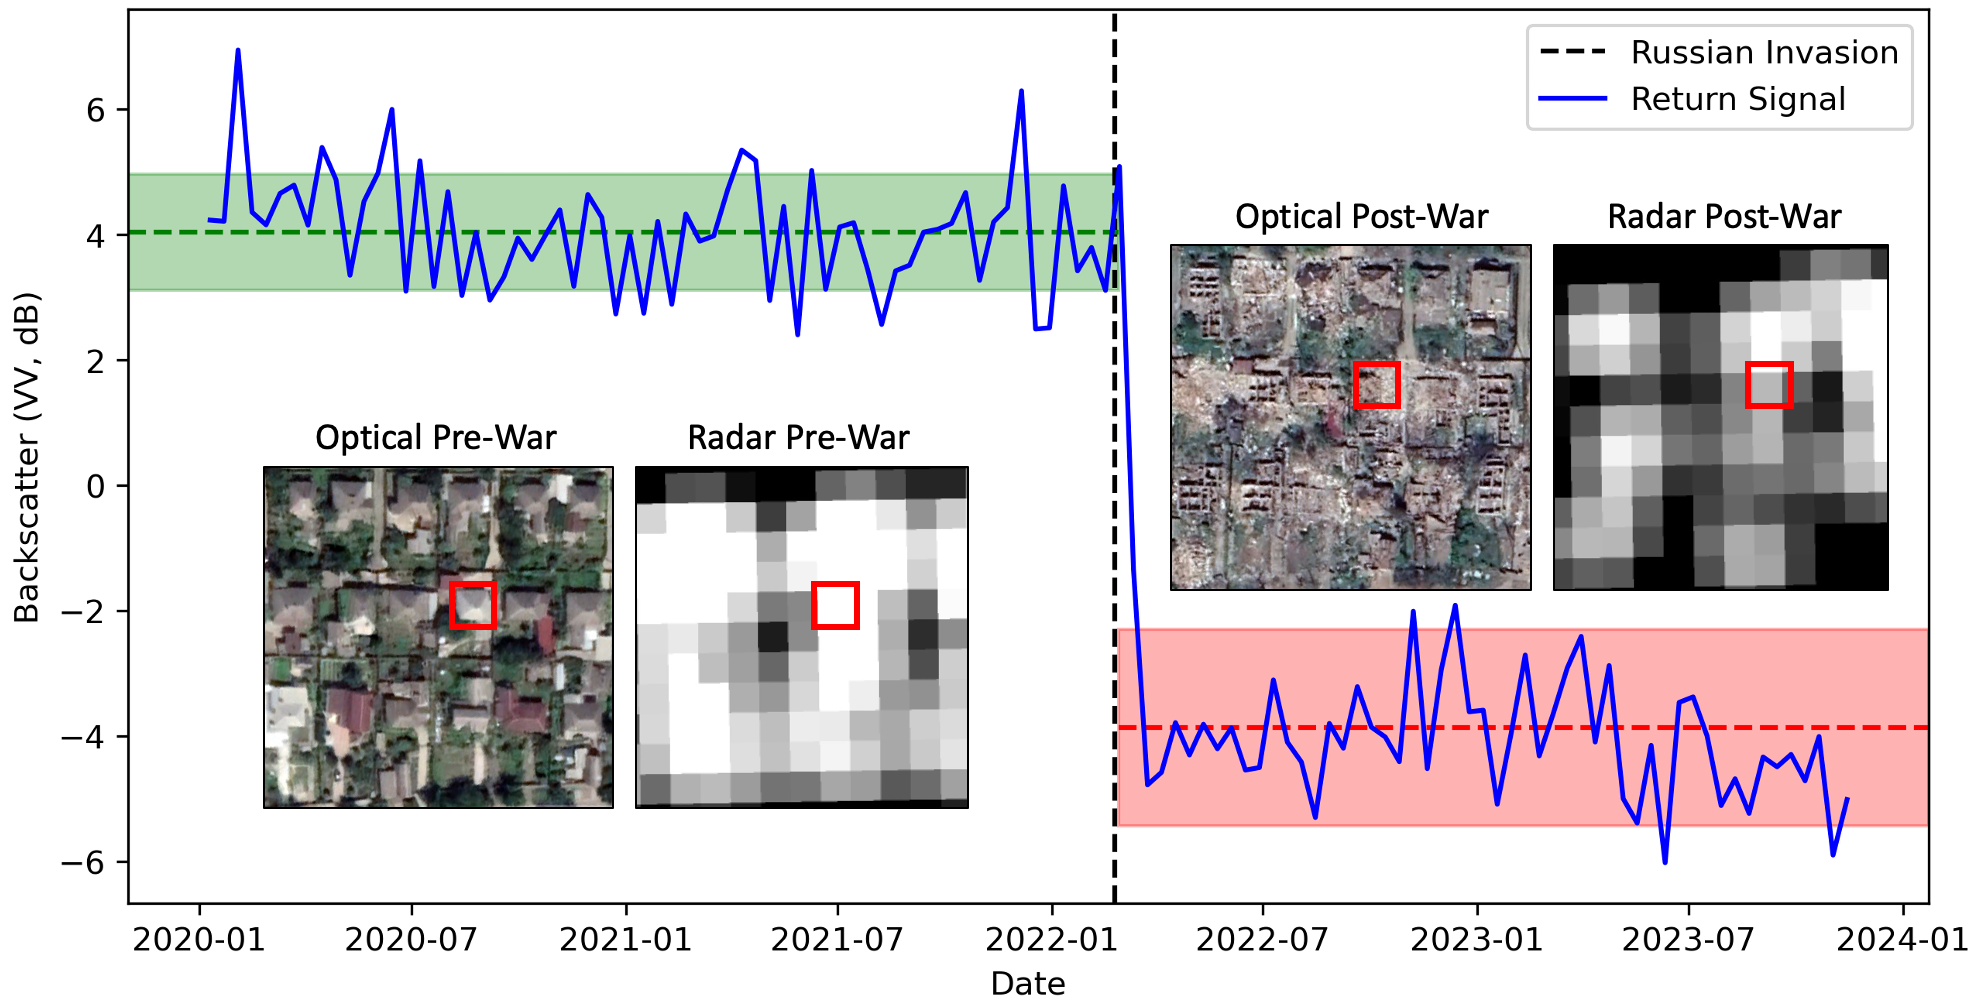 Russian Invasion
Return Signal
6
4
2
0
−2
−4
−6
Backscatter (VV, dB)
Optical Pre-War
Radar Pre-War
Optical Post-War
Radar Post-War
2020-01
2020-07
2021-01
2021-07
2022-01
2022-07
2023-01
2023-07
2024-01
Date